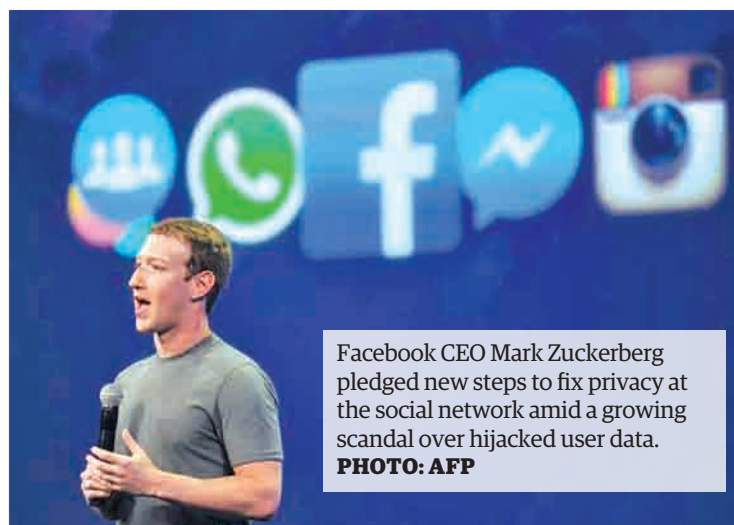 Facebook CEO Mark Zuckerberg
pledged new steps to fix privacy at
the social network amid a growing
scandal over hijacked user data.
PHOTO: AFP